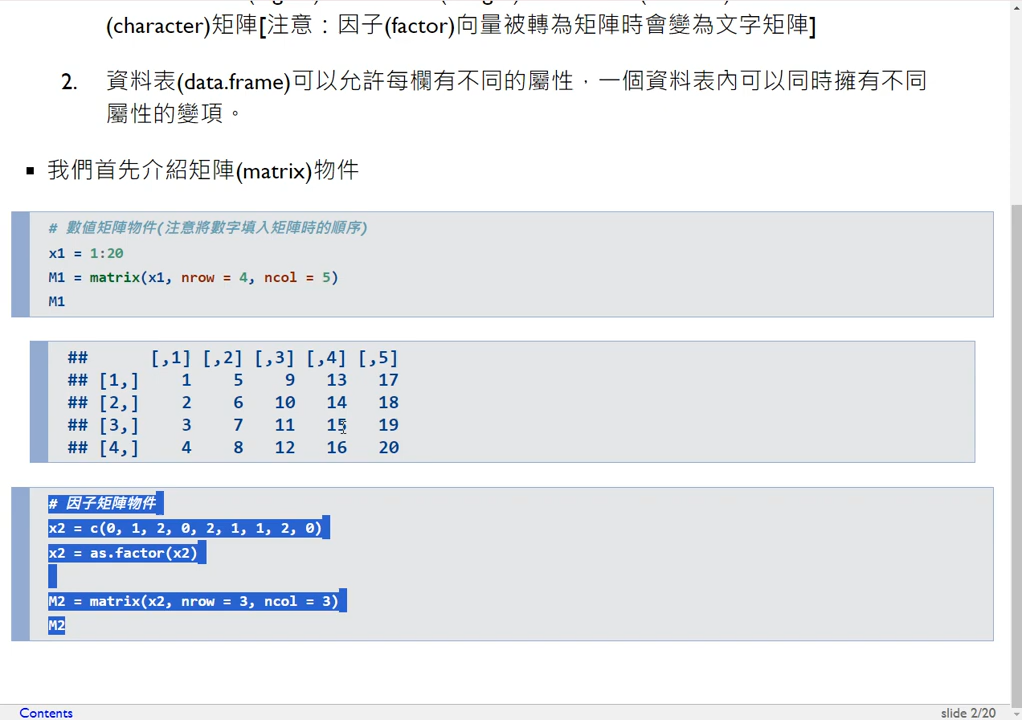 (character)矩陣[注意：因子(factor)向量被轉為矩陣時會變為文字矩陣]
2. 資料表(data.frame)可以允許每欄有不同的屬性，一個資料表內可以同時擁有不同
屬性的變項。
▪ 我們首先介紹矩陣(matrix)物件
# 數值矩陣物件(注意將數字填入矩陣時的順序)
x1 = 1:20
M1 = matrix(x1, nrow = 4, ncol = 5)
M1
## [,1] [,2] [,3] [,4] [,5]
## [1,] 1 5 9 13 17
## [2,] 2 6 10 14 18
## [3,] 3 7 11 15 19
## [4,] 4 8 12 16 20
# 因子矩陣物件
x2 = c(0, 1, 2, 0, 2, 1, 1, 2, 0)
x2 = as.factor(x2)
M2 = matrix(x2, nrow = 3, ncol = 3)
M2
Contents
slide 2/20